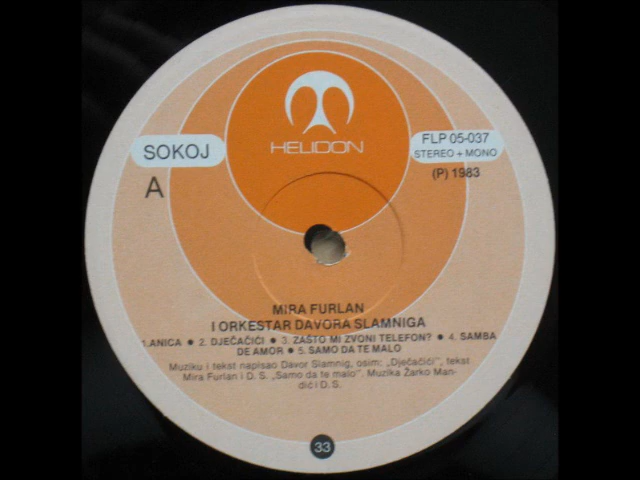 HELIDON
SOKOJ
FLP 05-037
STEREO + MONO
A
(P) 1983
MIRA FURLAN
I ORKESTAR DAVORA SLAMNIGA
1.ANICA ● 2. DJEČAČIĆI ● 3. ZAŠTO MI ZVONI TELEFON? ● 4. SAMBA
DE AMOR ● 5. SAMO DA TE MALO
Muziku i tekst napisao Davor Slamnig, osim: „Dječačići", tekst
Mira Furlan i D. S. „Samo da te malo". Muzika Žarko Man-
dić i D. S.
33